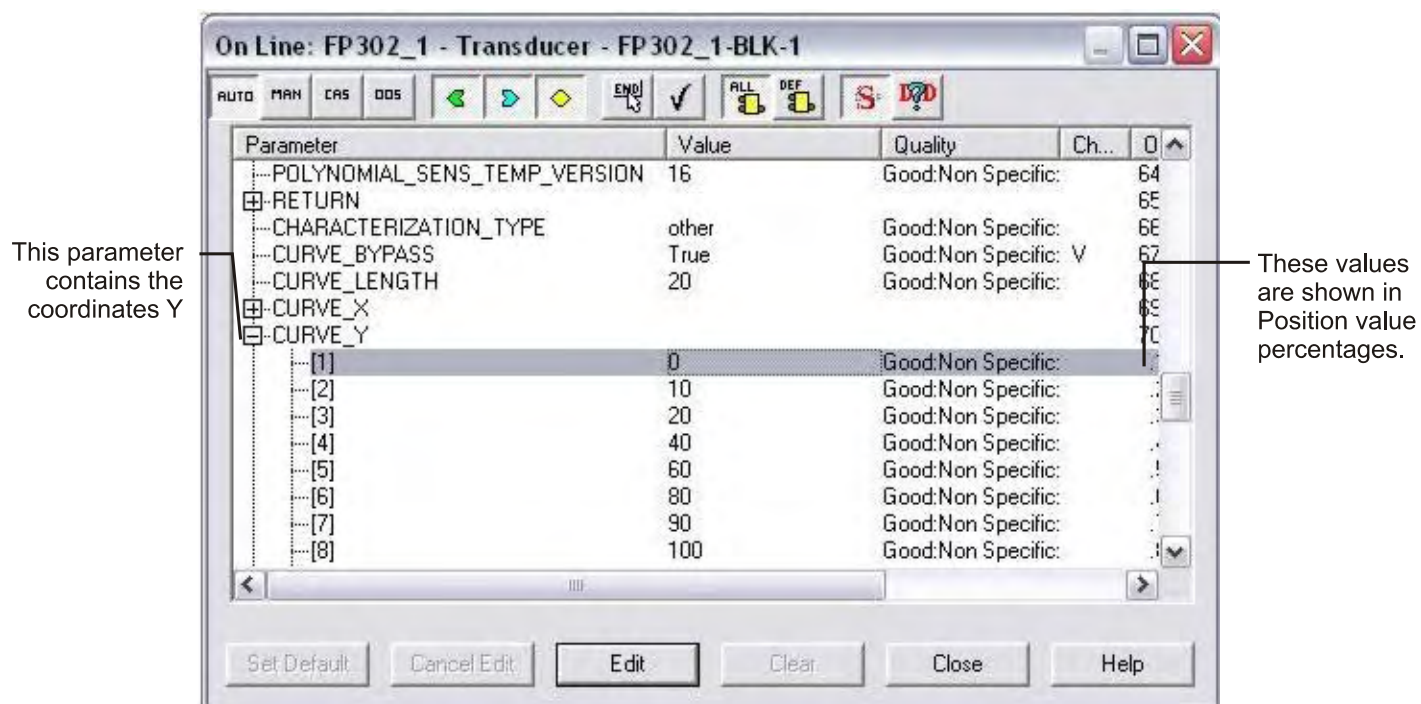 On Line: FP302_1 - Transducer - FP302_1-BLK-1
AUTO MAN CAS OOS END ALL DEF S D?D
Parameter Value Quality Ch... O
POLYNOMIAL_SENS_TEMP_VERSION 16 Good:Non Specific: 64
RETURN 65
CHARACTERIZATION_TYPE other Good:Non Specific: 66
CURVE_BYPASS True Good:Non Specific: V 67
CURVE_LENGTH 20 Good:Non Specific: 68
CURVE_X 69
CURVE_Y 70
[1] 0 Good:Non Specific:
[2] 10 Good:Non Specific:
[3] 20 Good:Non Specific:
[4] 40 Good:Non Specific:
[5] 60 Good:Non Specific:
[6] 80 Good:Non Specific:
[7] 90 Good:Non Specific:
[8] 100 Good:Non Specific:
Set Default Cancel Edit Edit Clear Close Help
This parameter
contains the
coordinates Y
These values
are shown in
Position value
percentages.